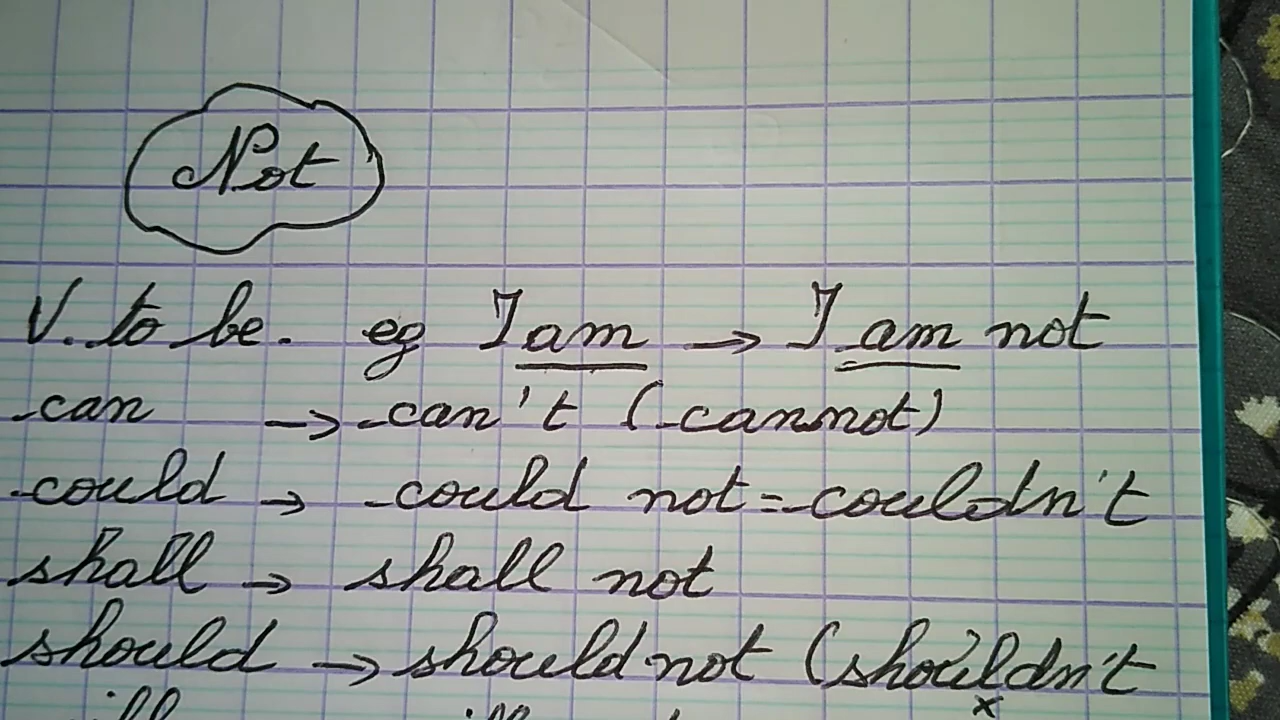 Not
V. to be. eg I am → I am not
can → can't (cannot)
could → could not = couldn't
shall → shall not
should → should not (shouldn't
x